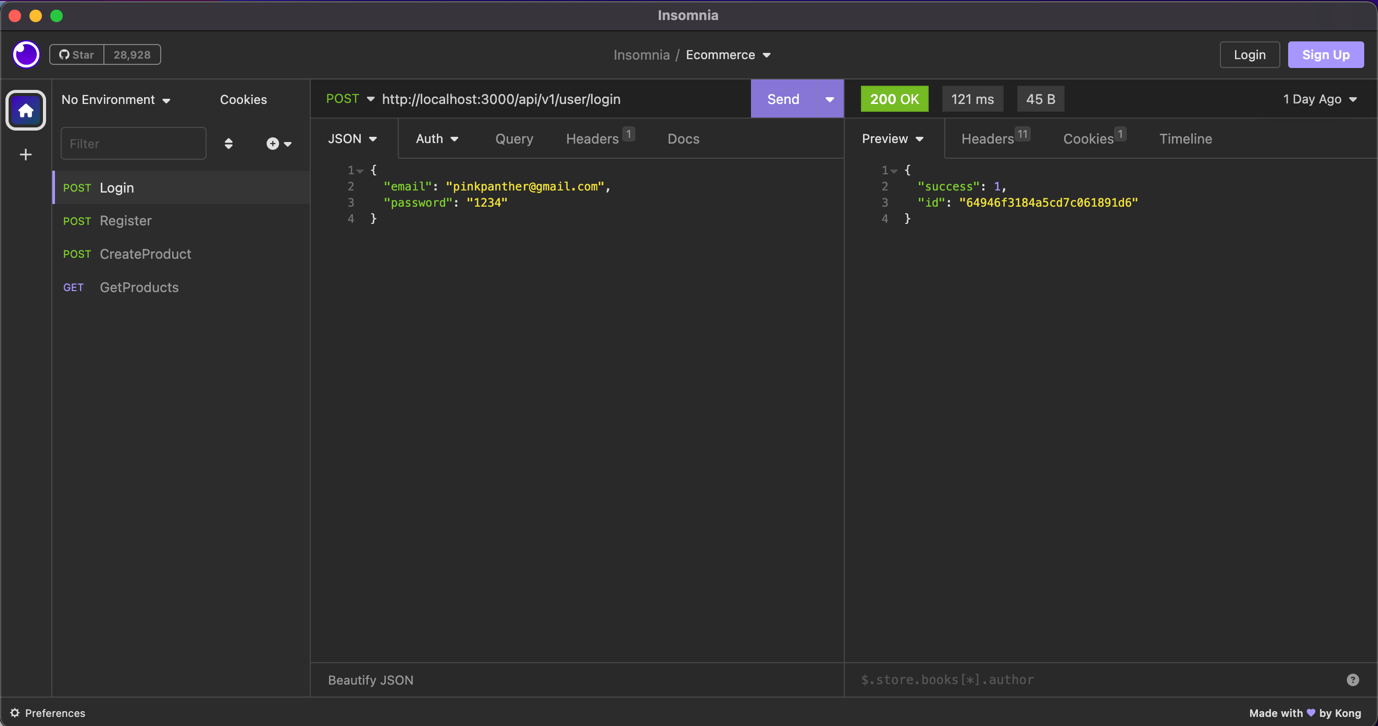 Insomnia
Star 28,928
Insomnia / Ecommerce
Login
Sign Up
No Environment
Cookies
Filter
POST Login
POST Register
POST CreateProduct
GET GetProducts
POST http://localhost:3000/api/v1/user/login
Send
JSON Auth Query Headers 1 Docs
1 {
2 "email": "pinkpanther@gmail.com",
3 "password": "1234"
4 }
Beautify JSON
200 OK 121 ms 45 B 1 Day Ago
Preview Headers 11 Cookies 1 Timeline
1 {
2 "success": 1,
3 "id": "64946f3184a5cd7c061891d6"
4 }
$.store.books[*].author
?
Preferences
Made with 💜 by Kong